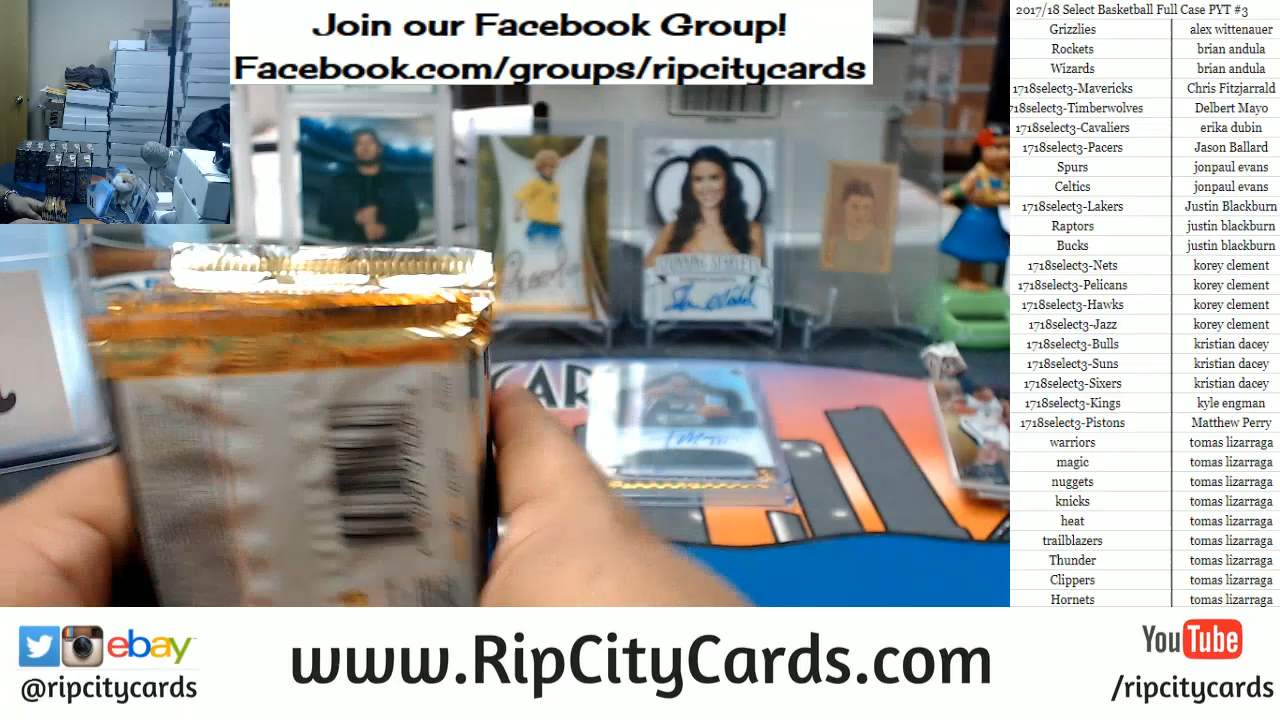 Join our Facebook Group!
Facebook.com/groups/ripcitycards
2017/18 Select Basketball Full Case PYT #3
Grizzlies alex wittenauer
Rockets brian andula
Wizards brian andula
1718select3-Mavericks Chris Fitzjarrald
718select3-Timberwolves Delbert Mayo
1718select3-Cavaliers erika dubin
1718select3-Pacers Jason Ballard
Spurs jonpaul evans
Celtics jonpaul evans
1718select3-Lakers Justin Blackburn
Raptors justin blackburn
Bucks justin blackburn
1718select3-Nets korey clement
1718select3-Pelicans korey clement
1718select3-Hawks korey clement
1718select3-Jazz korey clement
1718select3-Bulls kristian dacey
1718select3-Suns kristian dacey
1718select3-Sixers kristian dacey
1718select3-Kings kyle engman
1718select3-Pistons Matthew Perry
warriors tomas lizarraga
magic tomas lizarraga
nuggets tomas lizarraga
knicks tomas lizarraga
heat tomas lizarraga
trailblazers tomas lizarraga
Thunder tomas lizarraga
Clippers tomas lizarraga
Hornets tomas lizarraga
CAR
ebay
@ripcitycards
www.RipCityCards.com
YouTube
/ripcitycards